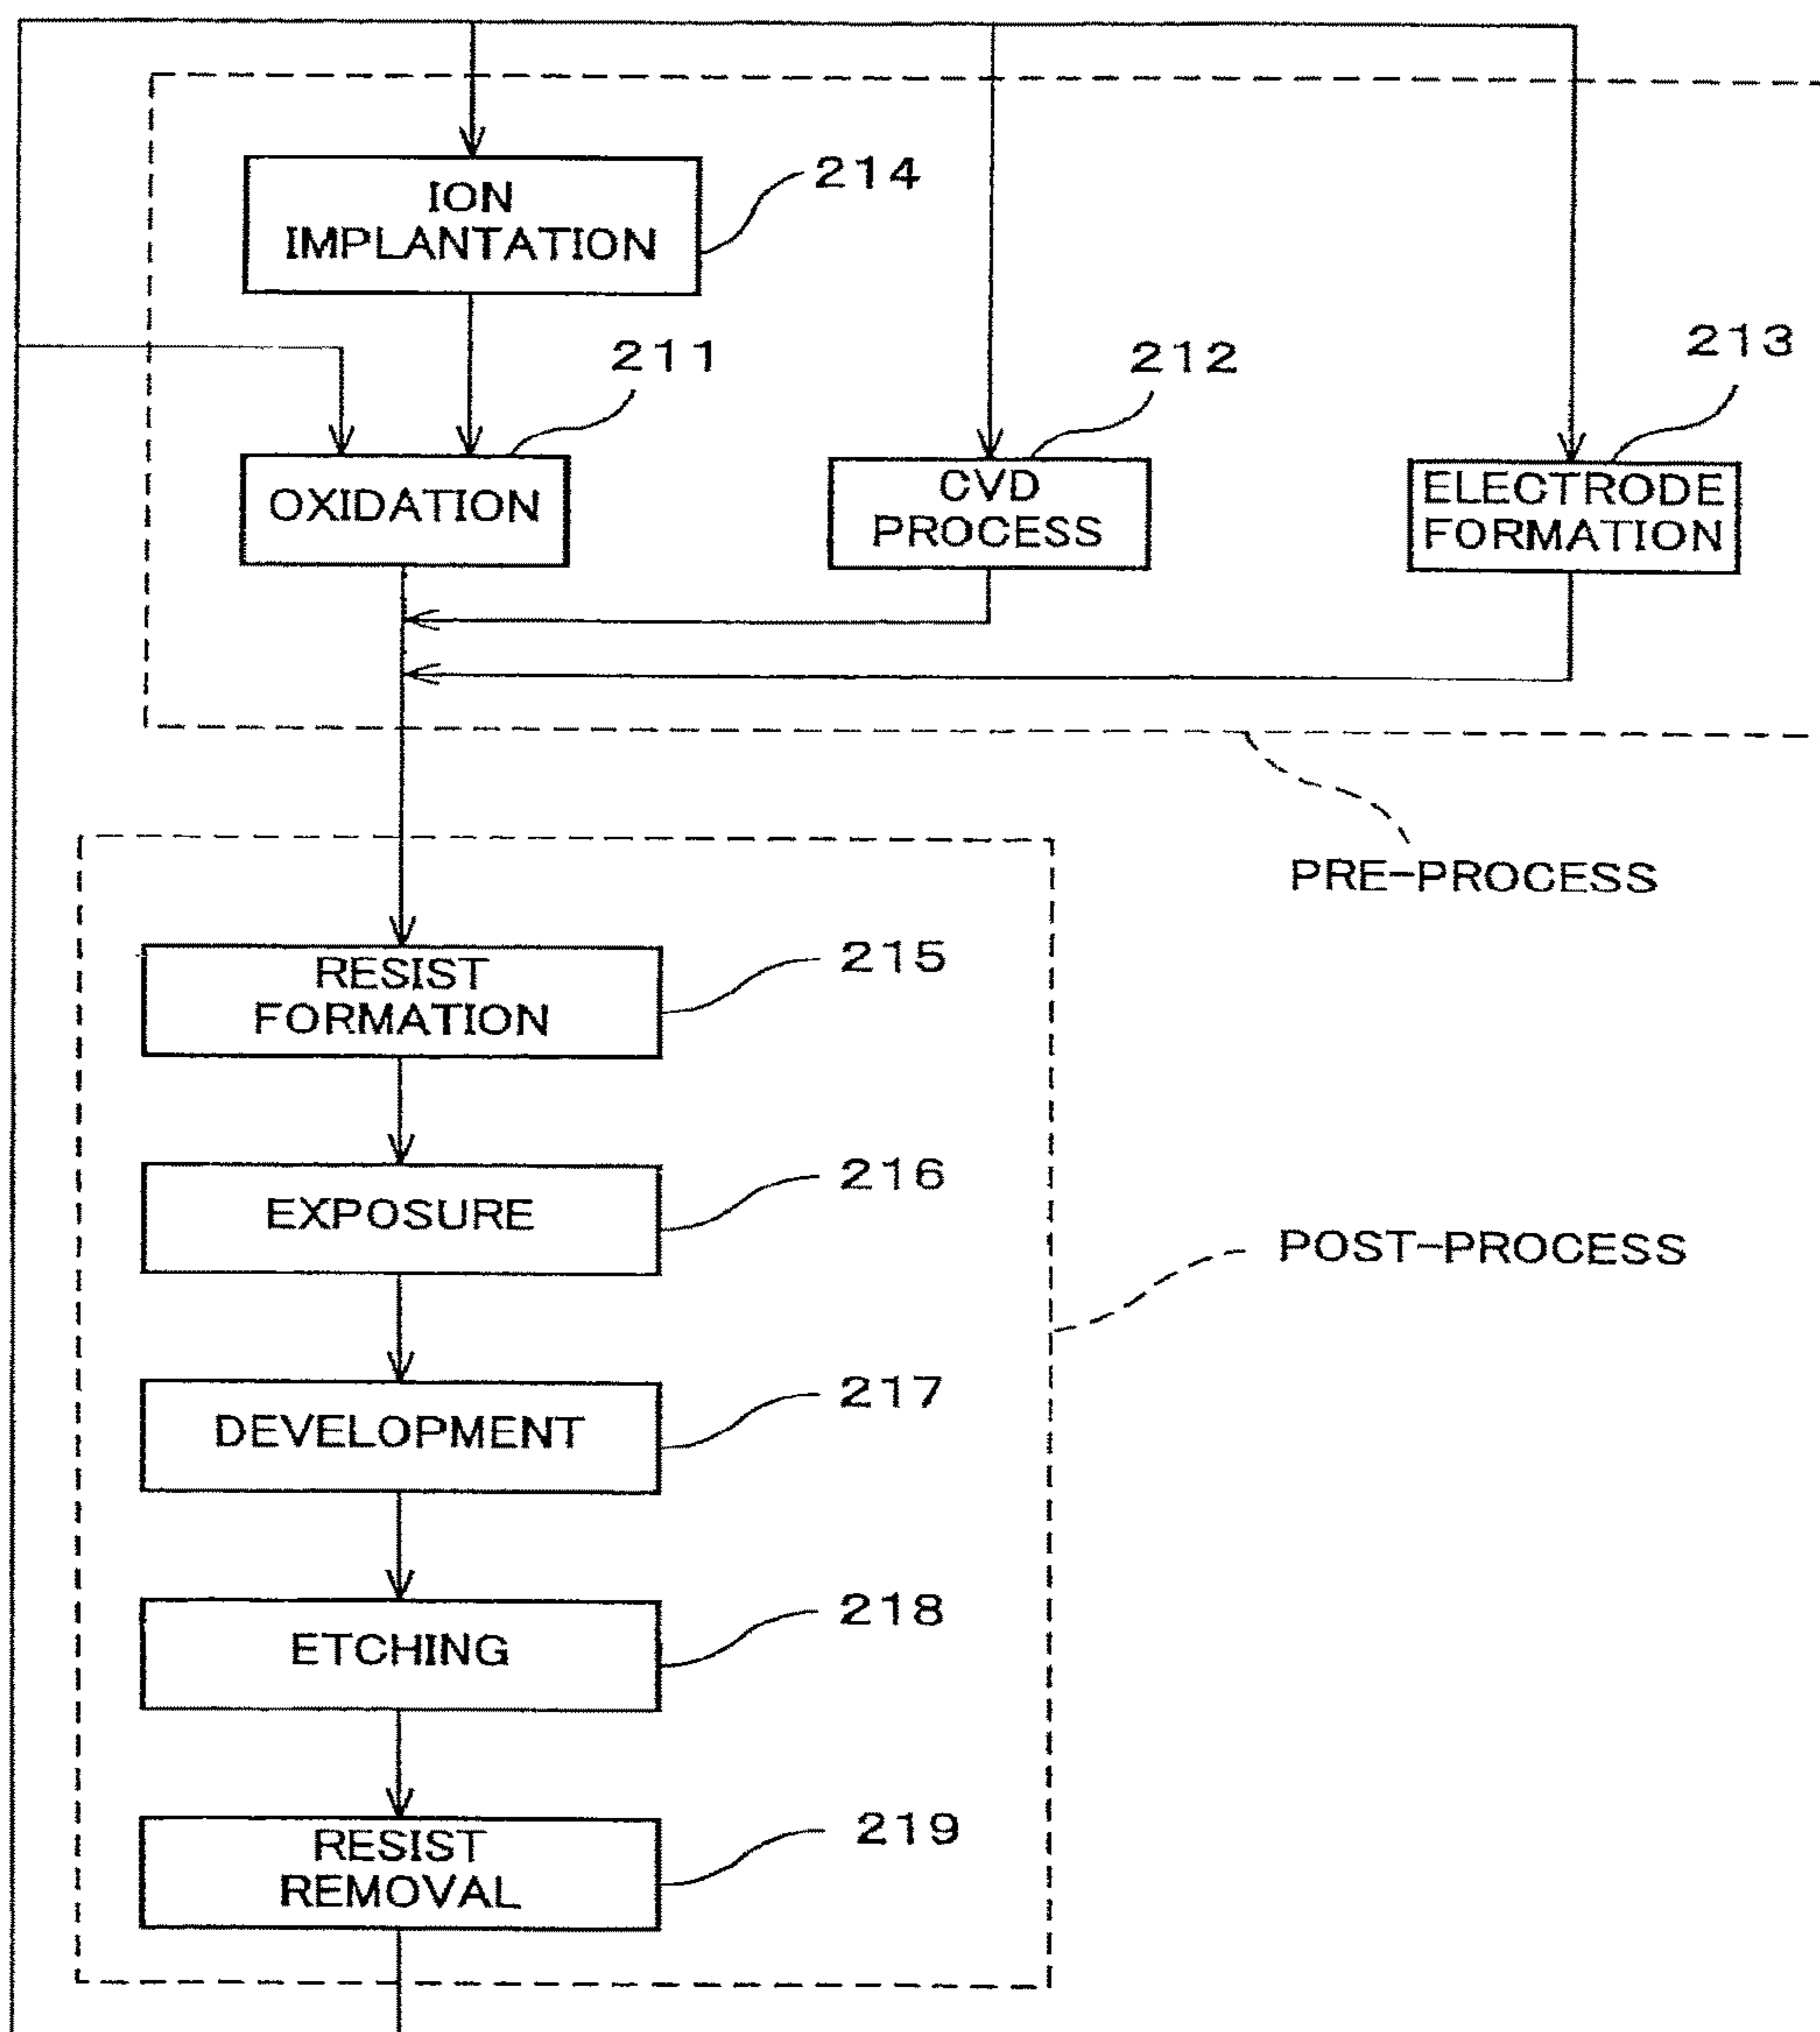 214
ION
IMPLANTATION
211
212
213
OXIDATION
CVD
PROCESS
ELECTRODE
FORMATION
PRE-PROCESS
215
RESIST
FORMATION
216
EXPOSURE
POST-PROCESS
217
DEVELOPMENT
218
ETCHING
219
RESIST
REMOVAL